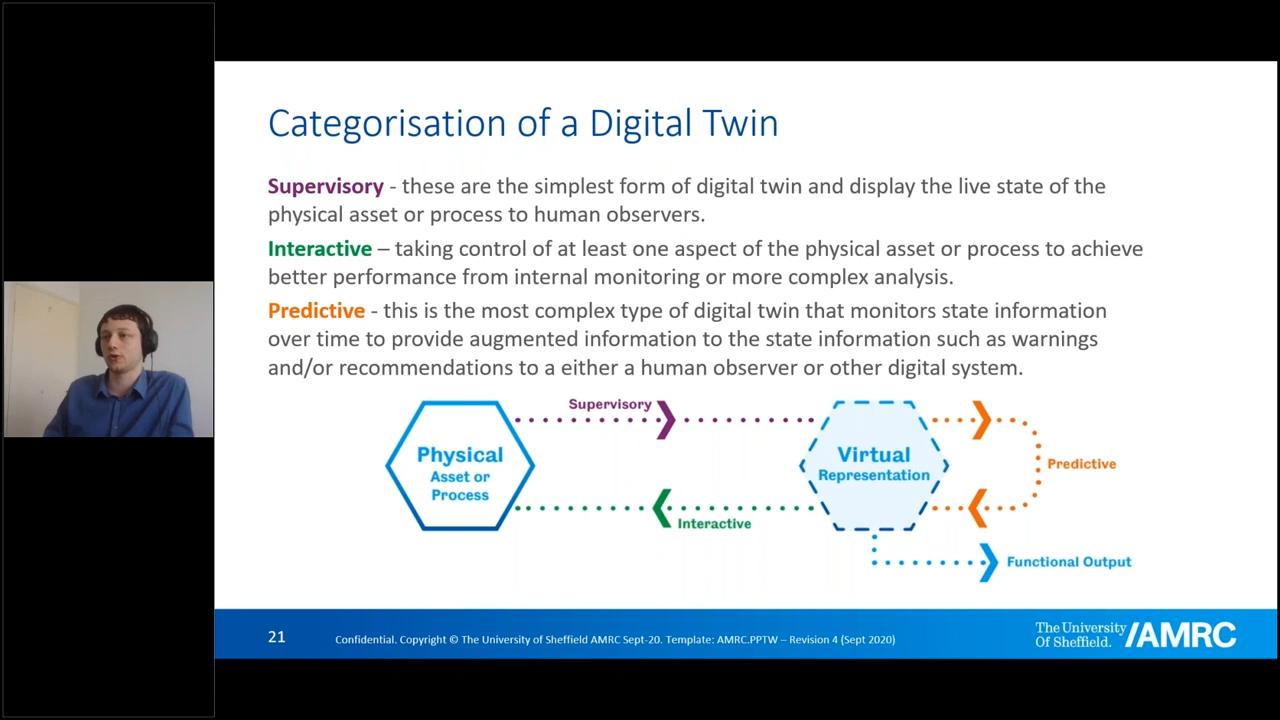 Categorisation of a Digital Twin
Supervisory - these are the simplest form of digital twin and display the live state of the
physical asset or process to human observers.
Interactive – taking control of at least one aspect of the physical asset or process to achieve
better performance from internal monitoring or more complex analysis.
Predictive - this is the most complex type of digital twin that monitors state information
over time to provide augmented information to the state information such as warnings
and/or recommendations to a either a human observer or other digital system.
Supervisory
Physical
Asset or
Process
Virtual
Representation
Predictive
Interactive
Functional Output
21
Confidential. Copyright © The University of Sheffield AMRC Sept-20. Template: AMRC.PPTW – Revision 4 (Sept 2020)
The University
Of Sheffield.
AMRC